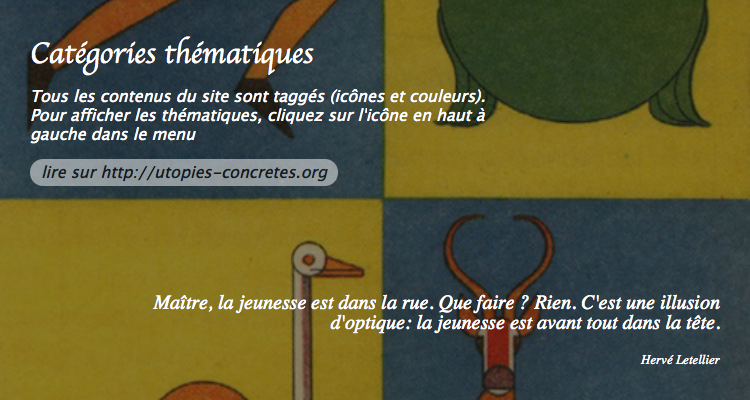 Catégories thématiques
Tous les contenus du site sont taggés (icônes et couleurs).
Pour afficher les thématiques, cliquez sur l'icône en haut à
gauche dans le menu
lire sur http://utopies-concretes.org
Maître, la jeunesse est dans la rue. Que faire ? Rien. C'est une illusion
d'optique: la jeunesse est avant tout dans la tête.
Hervé Letellier